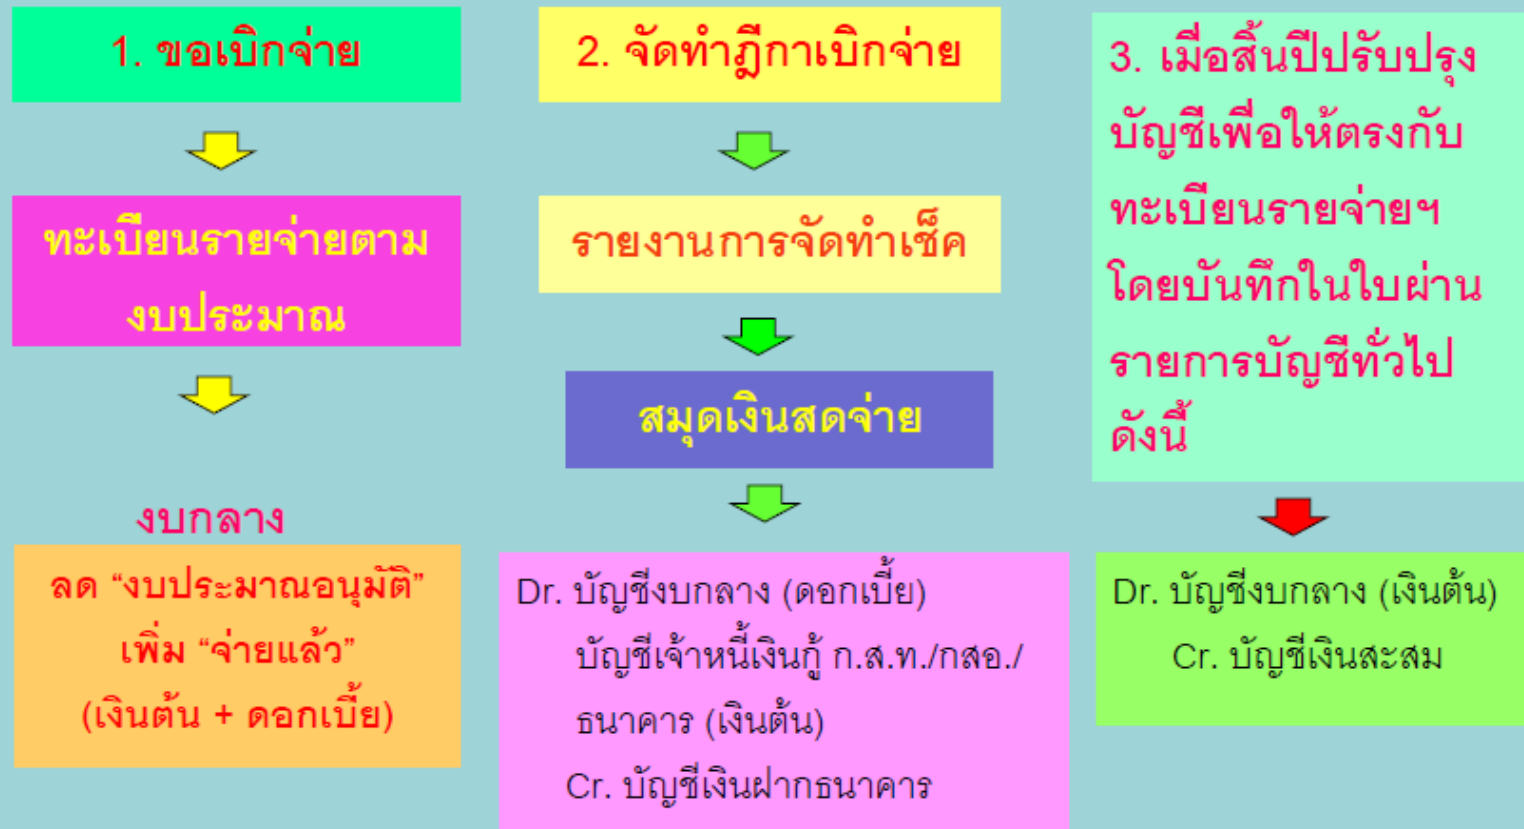 1. ขอเบิกจ่าย
ทะเบียนรายจ่ายตาม
งบประมาณ
งบกลาง
ลด “งบประมาณอนุมัติ”
เพิ่ม “จ่ายแล้ว”
(เงินต้น + ดอกเบี้ย)
2. จัดทำฎีกาเบิกจ่าย
รายงานการจัดทำเช็ค
สมุดเงินสดจ่าย
Dr. บัญชีงบกลาง (ดอกเบี้ย)
บัญชีเจ้าหนี้เงินกู้ ก.ส.ท./กสอ./
ธนาคาร (เงินต้น)
Cr. บัญชีเงินฝากธนาคาร
3. เมื่อสิ้นปีปรับปรุง
บัญชีเพื่อให้ตรงกับ
ทะเบียนรายจ่ายฯ
โดยบันทึกในใบผ่าน
รายการบัญชีทั่วไป
ดังนี้
Dr. บัญชีงบกลาง (เงินต้น)
Cr. บัญชีเงินสะสม